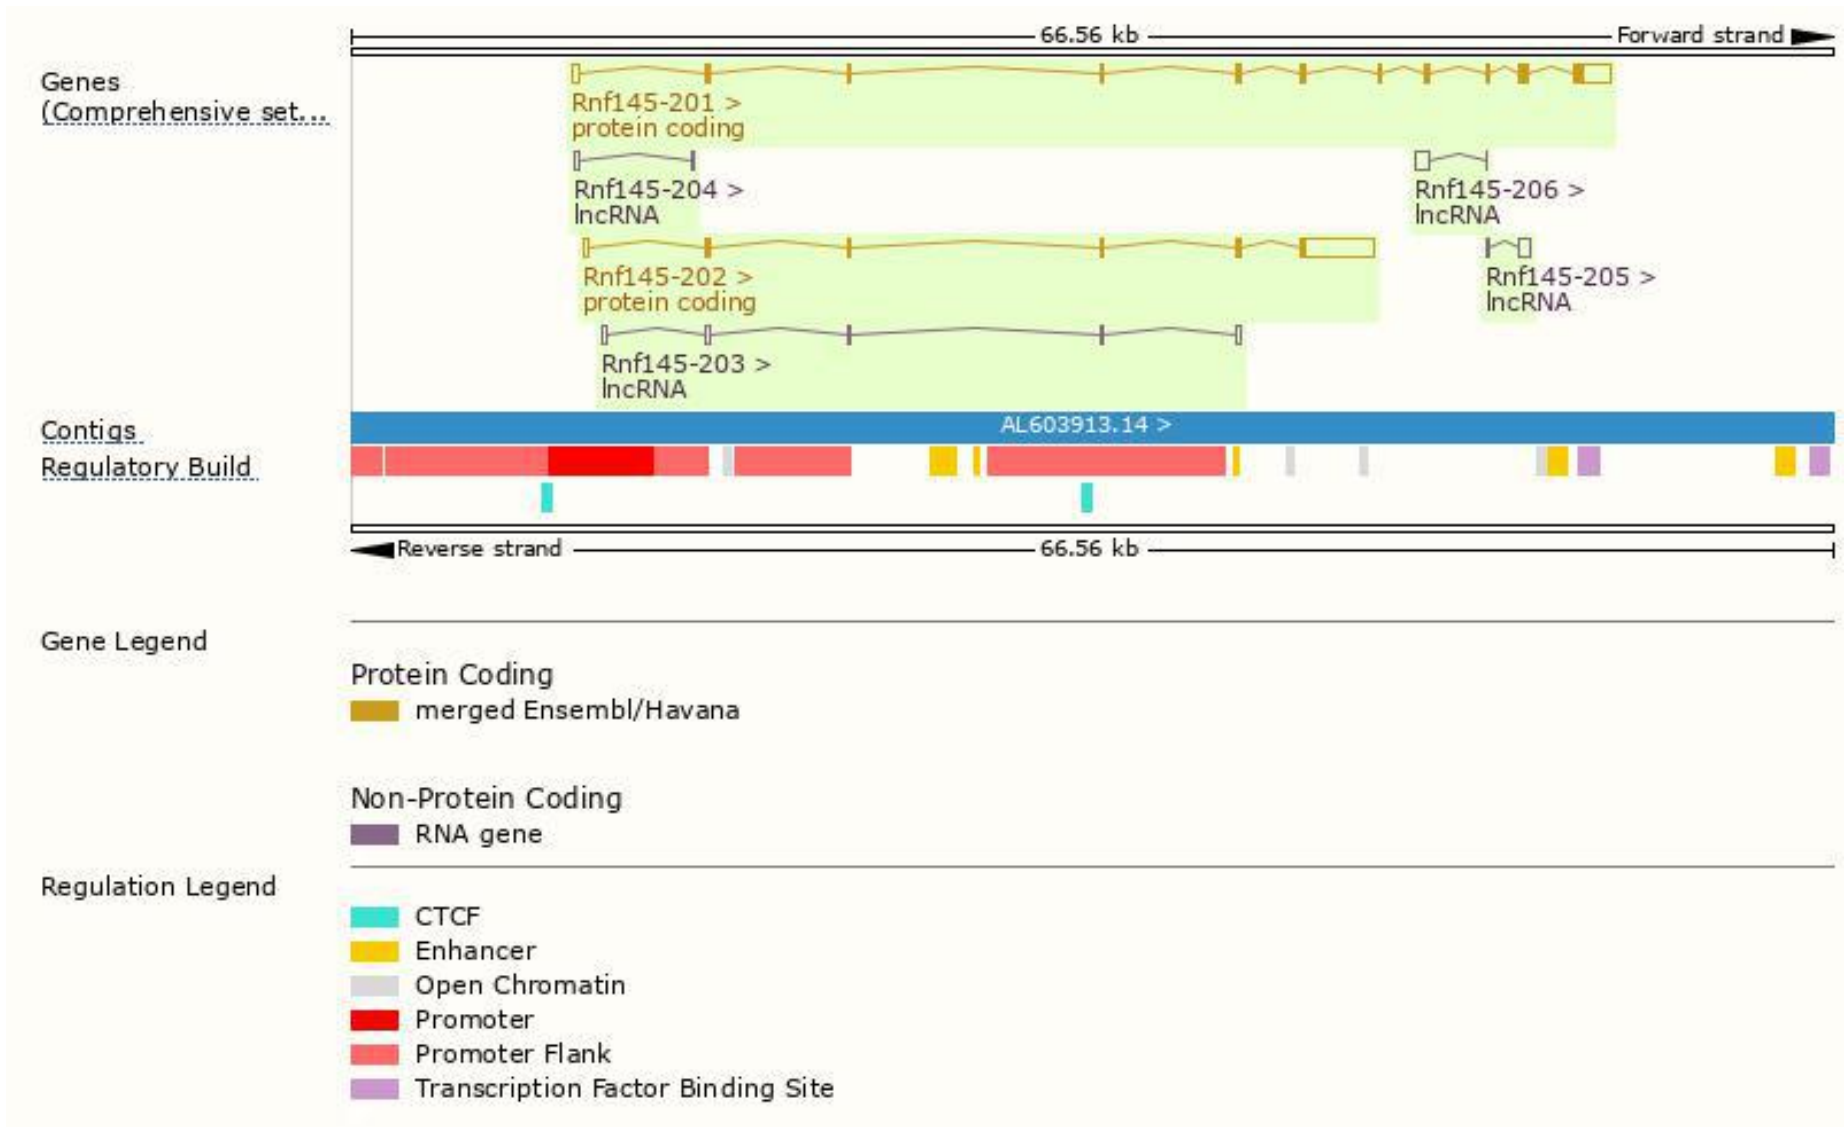 66.56 kb
Forward strand
Genes
(Comprehensive set...
Rnf145-201 >
protein coding
Rnf145-204 >
lncRNA
Rnf145-206 >
lncRNA
Rnf145-202 >
protein coding
Rnf145-205 >
lncRNA
Rnf145-203 >
lncRNA
Contigs
AL603913.14 >
Regulatory Build
Reverse strand
66.56 kb
Gene Legend
Protein Coding
merged Ensembl/Havana
Non-Protein Coding
RNA gene
Regulation Legend
CTCF
Enhancer
Open Chromatin
Promoter
Promoter Flank
Transcription Factor Binding Site